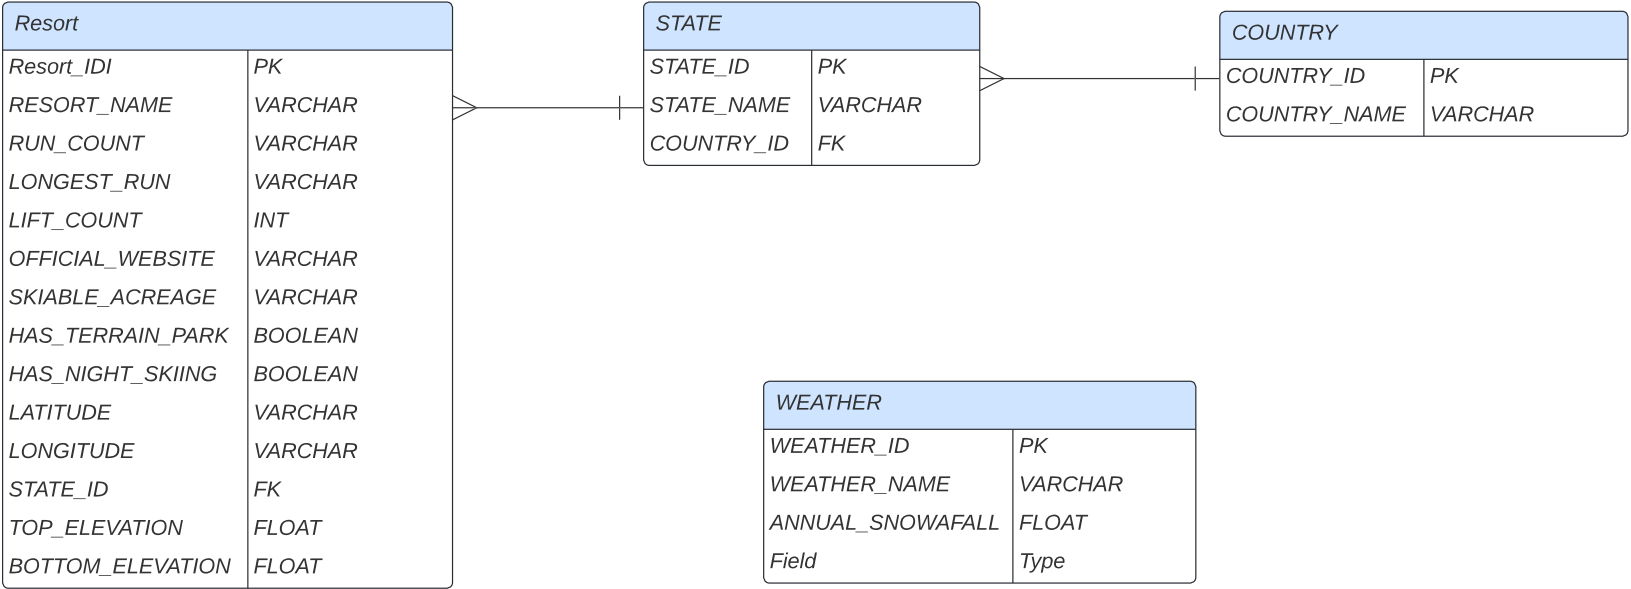 Resort
Resort_IDI PK
RESORT_NAME VARCHAR
RUN_COUNT VARCHAR
LONGEST_RUN VARCHAR
LIFT_COUNT INT
OFFICIAL_WEBSITE VARCHAR
SKIABLE_ACREAGE VARCHAR
HAS_TERRAIN_PARK BOOLEAN
HAS_NIGHT_SKIING BOOLEAN
LATITUDE VARCHAR
LONGITUDE VARCHAR
STATE_ID FK
TOP_ELEVATION FLOAT
BOTTOM_ELEVATION FLOAT
STATE
STATE_ID PK
STATE_NAME VARCHAR
COUNTRY_ID FK
COUNTRY
COUNTRY_ID PK
COUNTRY_NAME VARCHAR
WEATHER
WEATHER_ID PK
WEATHER_NAME VARCHAR
ANNUAL_SNOWAFALL FLOAT
Field Type